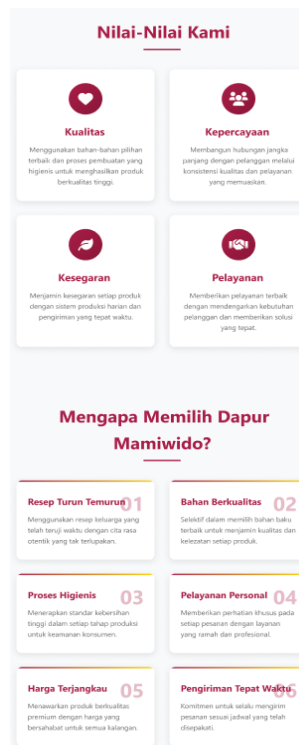 Nilai-Nilai Kami
Kualitas
Menggunakan bahan-bahan pilihan
terbaik dan proses pembuatan yang
higienis untuk menghasilkan produk
berkualitas tinggi.
Kepercayaan
Membangun hubungan jangka
panjang dengan pelanggan melalui
konsistensi kualitas dan pelayanan
yang memuaskan.
Kesegaran
Menjamin kesegaran setiap produk
dengan sistem produksi harian dan
pengiriman yang tepat waktu.
Pelayanan
Memberikan pelayanan terbaik
dengan mendengarkan kebutuhan
pelanggan dan memberikan solusi
yang tepat.
Mengapa Memilih Dapur
Mamiwido?
Resep Turun Temurun 01
Menggunakan resep keluarga yang
telah teruji waktu dengan cita rasa
otentik yang tak terlupakan.
Bahan Berkualitas 02
Selektif dalam memilih bahan baku
terbaik untuk menjamin kualitas dan
kelezatan setiap produk.
Proses Higienis 03
Menerapkan standar kebersihan
tinggi dalam setiap tahap produksi
untuk keamanan konsumen.
Pelayanan Personal 04
Memberikan perhatian khusus pada
setiap pesanan dengan layanan
yang ramah dan profesional.
Harga Terjangkau 05
Menawarkan produk berkualitas
premium dengan harga yang
bersahabat untuk semua kalangan.
Pengiriman Tepat Waktu 06
Komitmen untuk selalu mengirim
pesanan sesuai jadwal yang telah
disepakati.